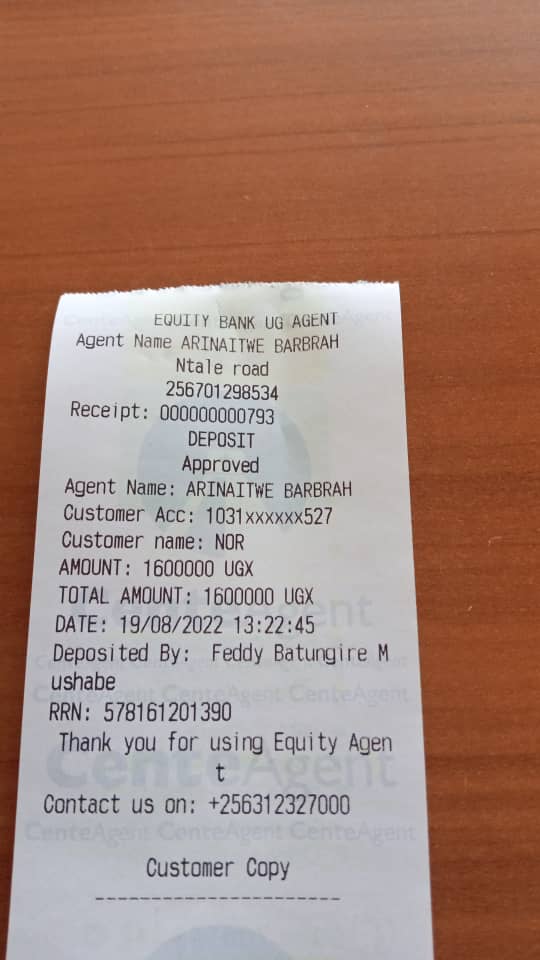 EQUITY BANK UG AGENT
Agent Name ARINAITWE BARBRAH
Ntale road
256701298534
Receipt: 000000000793
DEPOSIT
Approved
Agent Name: ARINAITWE BARBRAH
Customer Acc: 1031xxxxxx527
Customer name: NOR
AMOUNT: 1600000 UGX
TOTAL AMOUNT: 1600000 UGX
CenteAgent
DATE: 19/08/2022 13:22:45
Deposited By: Feddy Batungire M
ushabe
CenteAgent CenteAgent CenteAgent
RRN: 578161201390
Thank you for using Equity Agen
t
CenteAgent
Contact us on: +256312327000
CenteAgent CenteAgent CenteAgent
Customer Copy